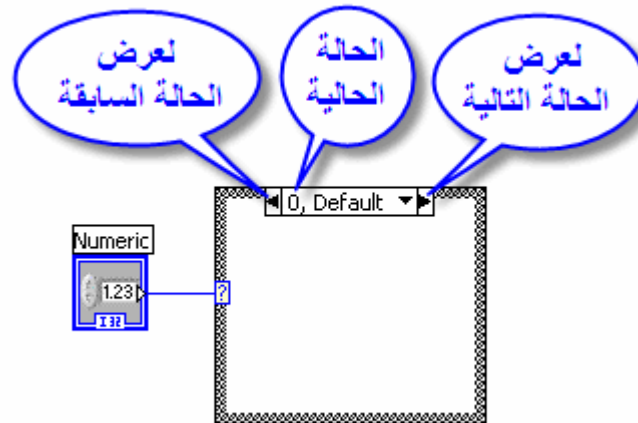 لعرض
الحالة السابقة
الحالة
الحالية
لعرض
الحالة التالية
0, Default
Numeric
1.23
I32
?